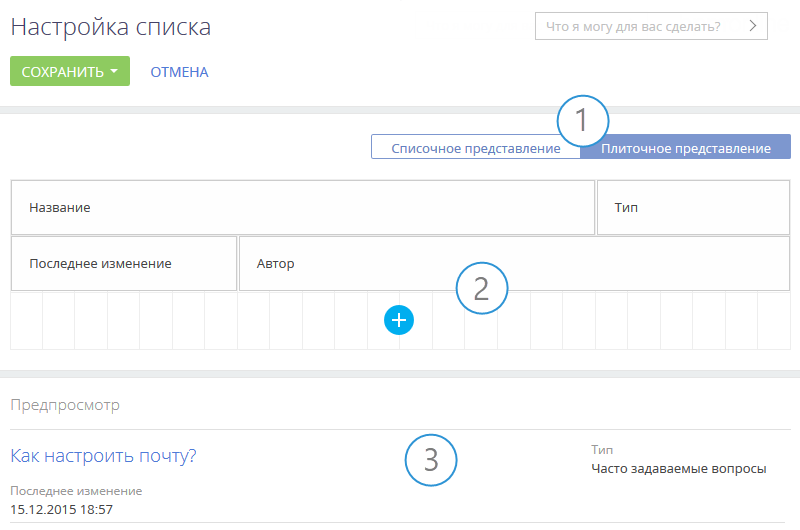 Настройка списка
Что я могу для вас сделать?
СОХРАНИТЬ ОТМЕНА
1
Списочное представление Плиточное представление
Название Тип
Последнее изменение Автор
2
Предпросмотр
Как настроить почту?
3
Тип
Часто задаваемые вопросы
Последнее изменение
15.12.2015 18:57